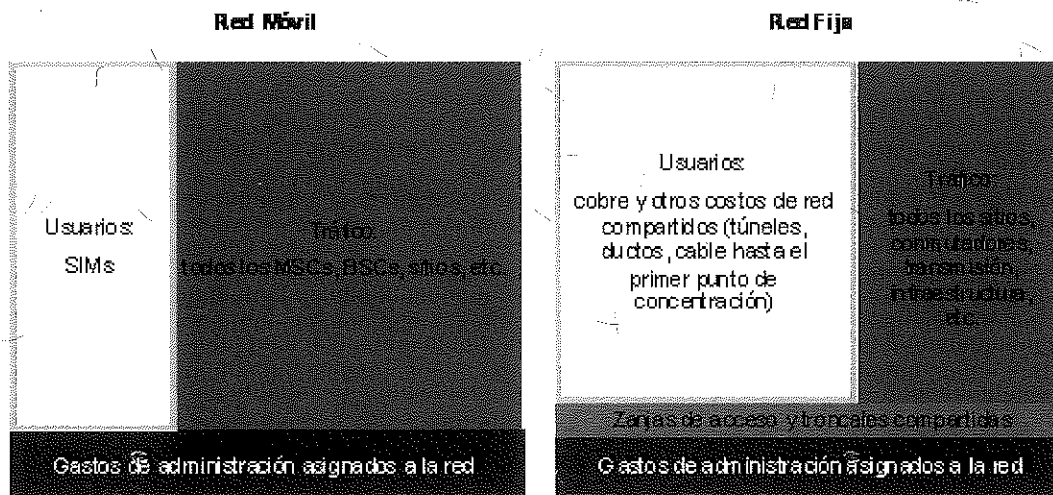 Red Móvil
Usuarios:
SIMs
Tráfico:
todos los MSCs, BSCs, sitios, etc.
Gastos de administración asignados a la red
Red Fija
Usuarios:
cobre y otros costos de red
compartidos (túneles,
ductos, cable hasta el
primer punto de
concentración)
Tráfico:
todos los sitios,
conmutadores,
transmisión,
infraestructura,
etc.
Zanjas de acceso y troncales compartidas
Gastos de administración asignados a la red